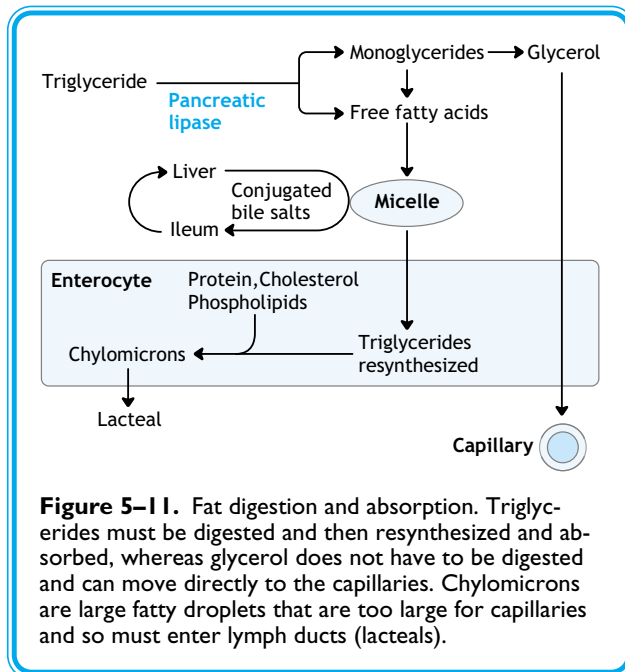 Monoglycerides
Glycerol
Triglyceride
Pancreatic
lipase
Free fatty acids
Liver
Conjugated
bile salts
Micelle
Ileum
Enterocyte
Protein,Cholesterol
Phospholipids
Triglycerides
resynthesized
Chylomicrons
Lacteal
Capillary
Figure 5–11. Fat digestion and absorption. Triglyc-
erides must be digested and then resynthesized and ab-
sorbed, whereas glycerol does not have to be digested
and can move directly to the capillaries. Chylomicrons
are large fatty droplets that are too large for capillaries
and so must enter lymph ducts (lacteals).